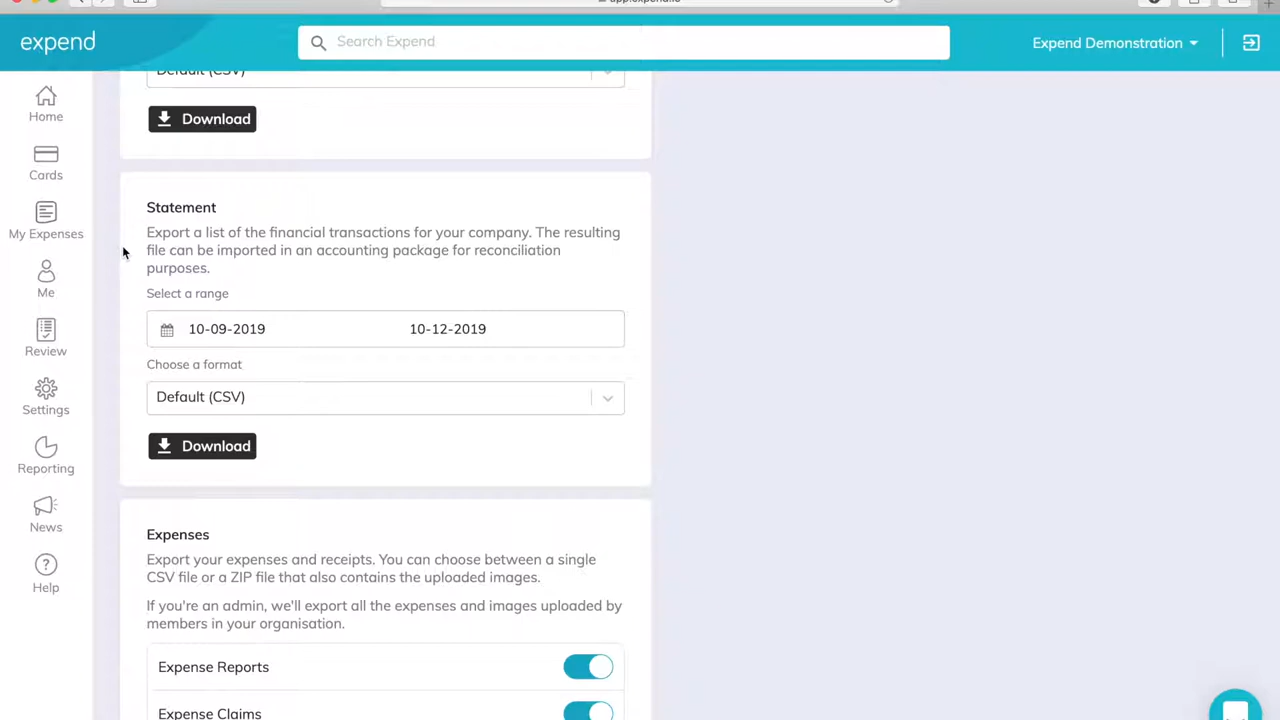 app.expend.io
expend
Search Expend
Expend Demonstration
Default (CSV)
Download
Home
Cards
My Expenses
Me
Review
Settings
Reporting
News
Help
Statement
Export a list of the financial transactions for your company. The resulting
file can be imported in an accounting package for reconciliation
purposes.
Select a range
10-09-2019 10-12-2019
Choose a format
Default (CSV)
Download
Expenses
Export your expenses and receipts. You can choose between a single
CSV file or a ZIP file that also contains the uploaded images.
If you're an admin, we'll export all the expenses and images uploaded by
members in your organisation.
Expense Reports
Expense Claims